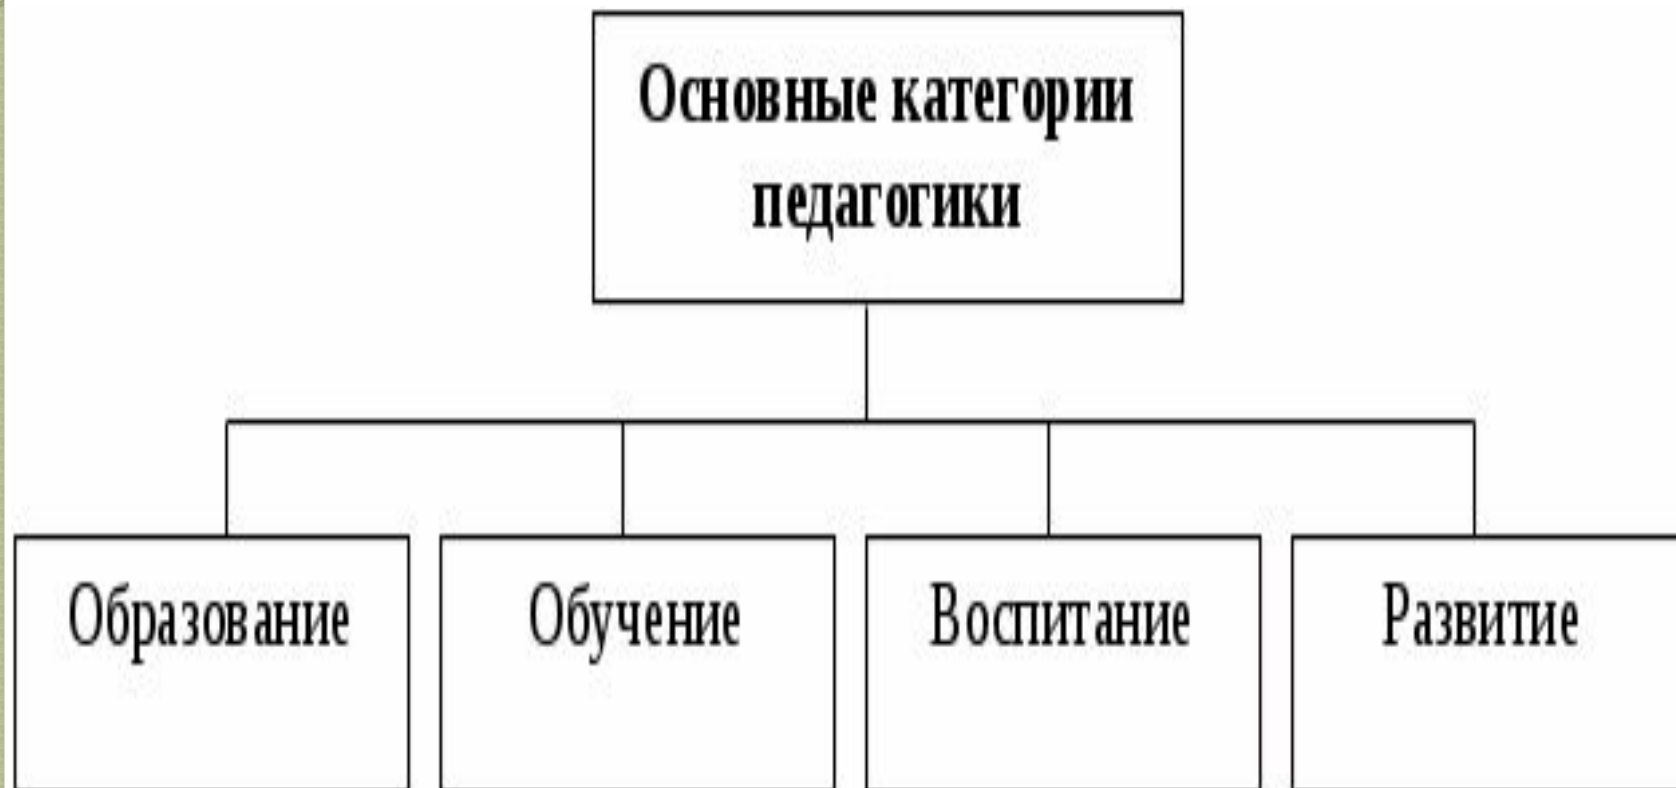 Основные категории
педагогики
Образование
Обучение
Воспитание
Развитие